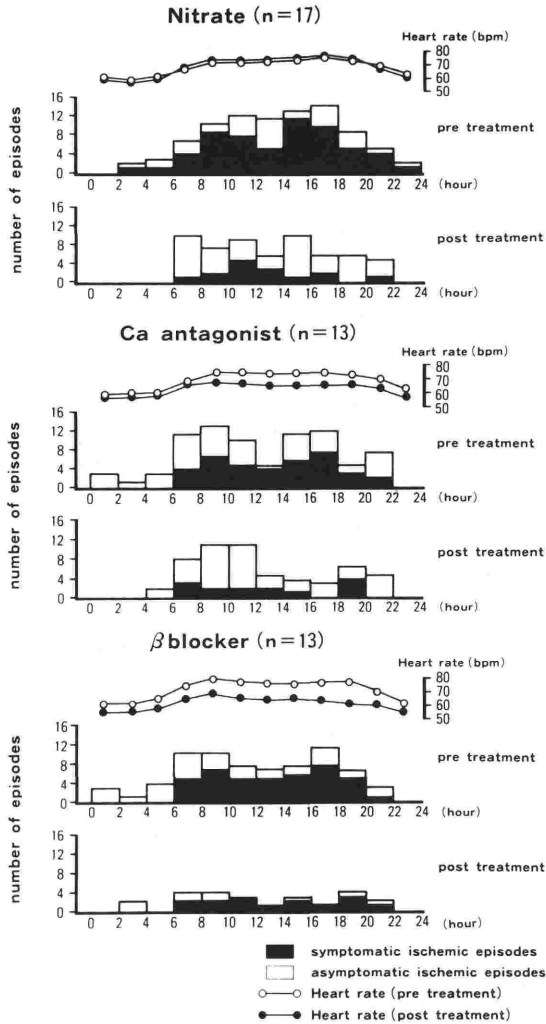 Nitrate (n=17)
Heart rate (bpm)
80
70
60
50
number of episodes
16
12
8
4
0
pre treatment
0 2 4 6 8 10 12 14 16 18 20 22 24 (hour)
16
12
8
4
0
post treatment
0 2 4 6 8 10 12 14 16 18 20 22 24 (hour)
Ca antagonist (n=13)
Heart rate (bpm)
80
70
60
50
number of episodes
16
12
8
4
0
pre treatment
0 2 4 6 8 10 12 14 16 18 20 22 24 (hour)
16
12
8
4
0
post treatment
0 2 4 6 8 10 12 14 16 18 20 22 24 (hour)
β blocker (n=13)
Heart rate (bpm)
80
70
60
50
number of episodes
16
12
8
4
0
pre treatment
0 2 4 6 8 10 12 14 16 18 20 22 24 (hour)
16
12
8
4
0
post treatment
0 2 4 6 8 10 12 14 16 18 20 22 24 (hour)
symptomatic ischemic episodes
asymptomatic ischemic episodes
Heart rate (pre treatment)
Heart rate (post treatment)